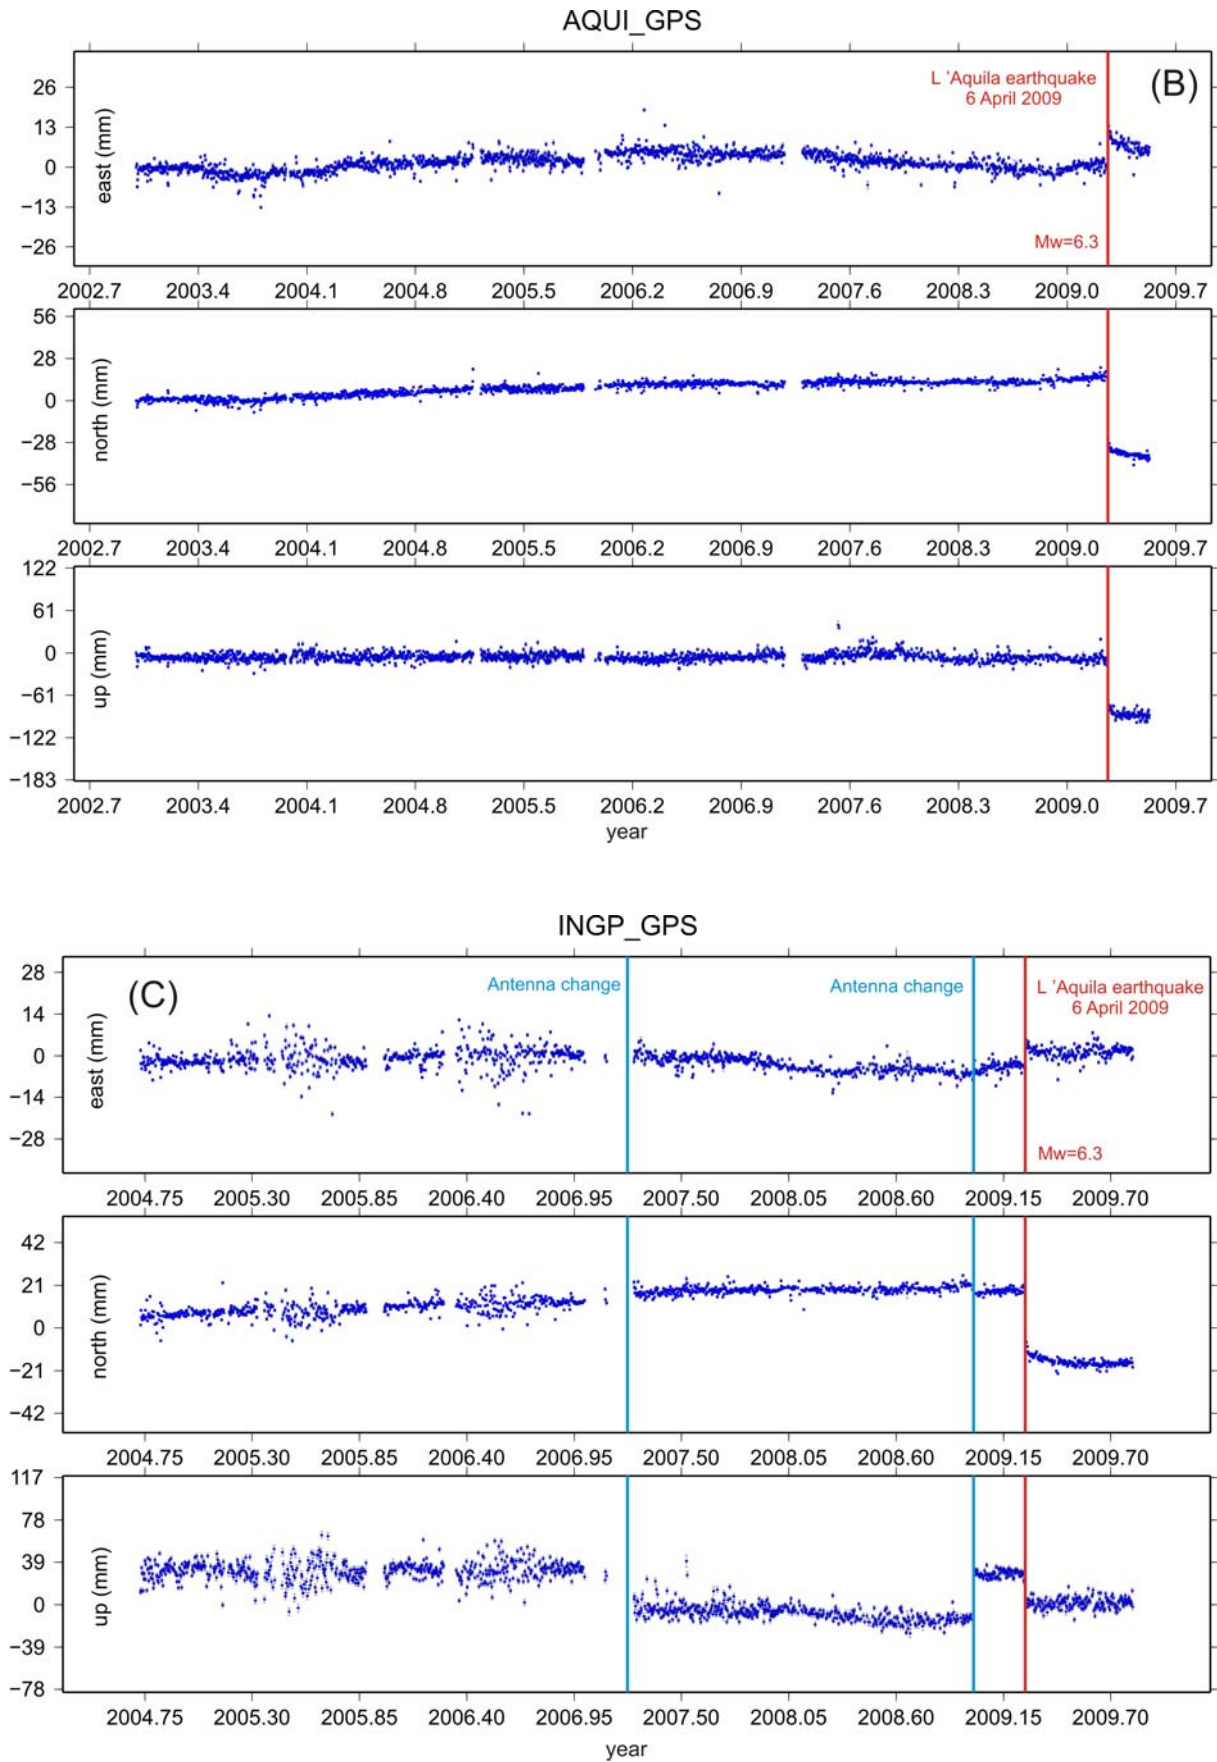 AQUI_GPS
(B)
L 'Aquila earthquake
6 April 2009
26
13
0
−13
−26
east (mm)
Mw=6.3
2002.7 2003.4 2004.1 2004.8 2005.5 2006.2 2006.9 2007.6 2008.3 2009.0 2009.7
56
28
0
−28
−56
north (mm)
2002.7 2003.4 2004.1 2004.8 2005.5 2006.2 2006.9 2007.6 2008.3 2009.0 2009.7
122
61
0
−61
−122
−183
up (mm)
2002.7 2003.4 2004.1 2004.8 2005.5 2006.2 2006.9 2007.6 2008.3 2009.0 2009.7
year
INGP_GPS
(C)
Antenna change
Antenna change
L 'Aquila earthquake
6 April 2009
28
14
0
−14
−28
east (mm)
Mw=6.3
2004.75 2005.30 2005.85 2006.40 2006.95 2007.50 2008.05 2008.60 2009.15 2009.70
42
21
0
−21
−42
north (mm)
2004.75 2005.30 2005.85 2006.40 2006.95 2007.50 2008.05 2008.60 2009.15 2009.70
117
78
39
0
−39
−78
up (mm)
2004.75 2005.30 2005.85 2006.40 2006.95 2007.50 2008.05 2008.60 2009.15 2009.70
year